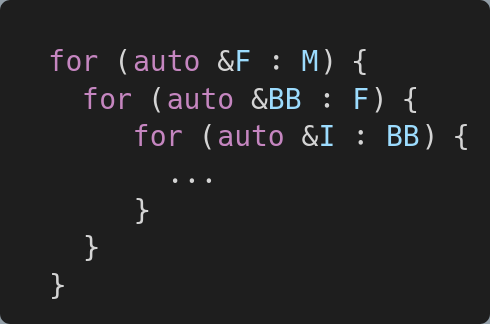 for (auto &F : M) {
  for (auto &BB : F) {
     for (auto &I : BB) {
       ...
     }
  }
}